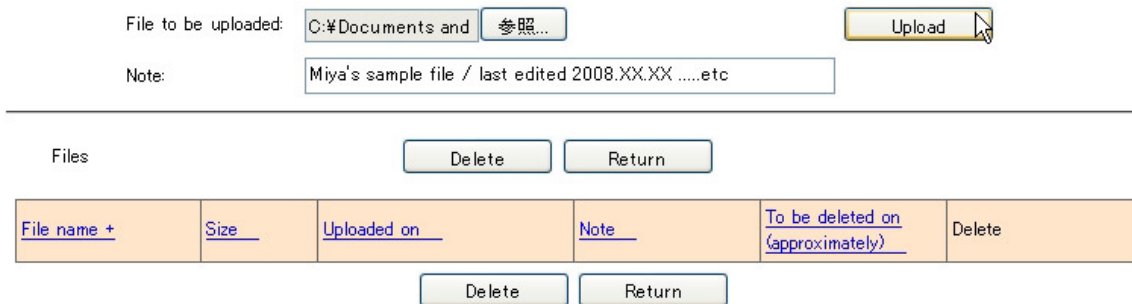 File to be uploaded: C:¥Documents and 参照... Upload
Note: Miya's sample file / last edited 2008.XX.XX .....etc
Files Delete Return
File name + Size Uploaded on Note To be deleted on (approximately) Delete
Delete Return